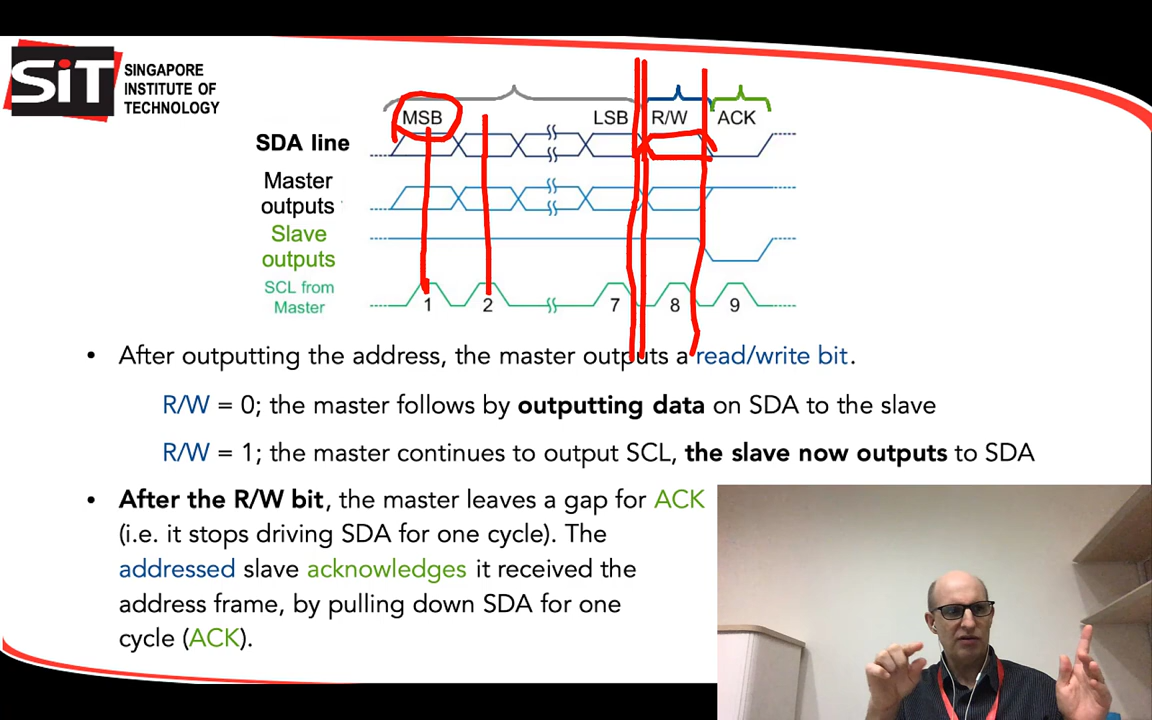 SiT
SINGAPORE
INSTITUTE OF
TECHNOLOGY
MSB LSB R/W ACK
SDA line
Master
outputs
Slave
outputs
SCL from
Master
1 2 7 8 9
• After outputting the address, the master outputs a read/write bit.
R/W = 0; the master follows by outputting data on SDA to the slave
R/W = 1; the master continues to output SCL, the slave now outputs to SDA
• After the R/W bit, the master leaves a gap for ACK
(i.e. it stops driving SDA for one cycle). The
addressed slave acknowledges it received the
address frame, by pulling down SDA for one
cycle (ACK).